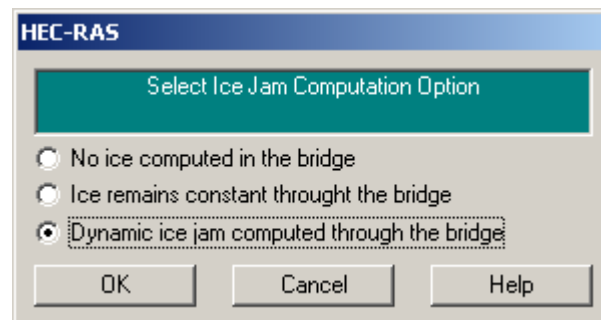 HEC-RAS
Select Ice Jam Computation Option
No ice computed in the bridge
Ice remains constant throught the bridge
Dynamic ice jam computed through the bridge
OK Cancel Help